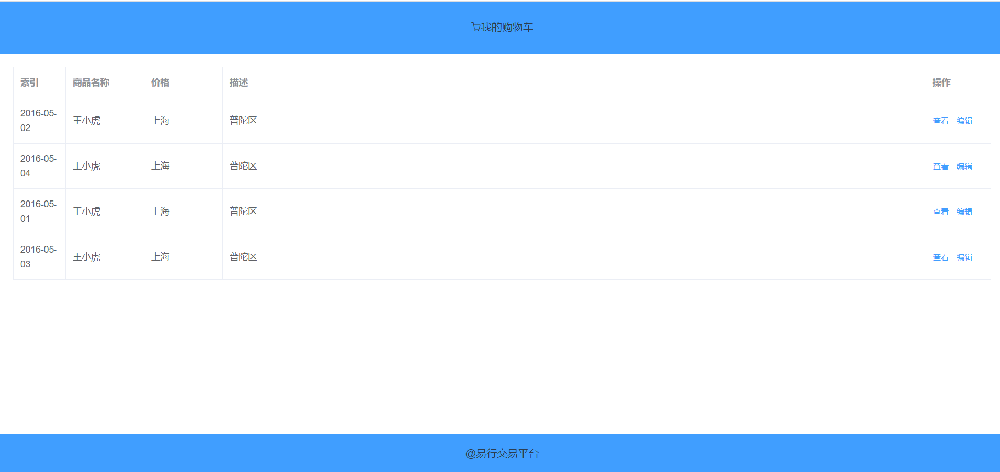 我的购物车
索引 商品名称 价格 描述 操作
2016-05-
02 王小虎 上海 普陀区 查看 编辑
2016-05-
04 王小虎 上海 普陀区 查看 编辑
2016-05-
01 王小虎 上海 普陀区 查看 编辑
2016-05-
03 王小虎 上海 普陀区 查看 编辑
@易行交易平台